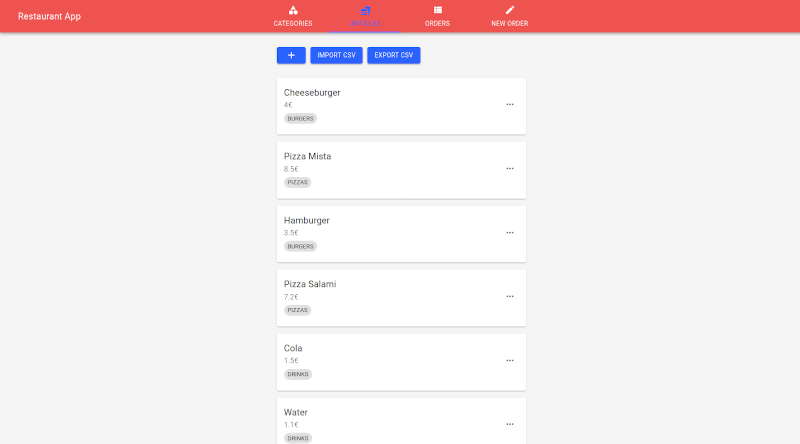 Restaurant App
CATEGORIES
ORDERS
NEW ORDER
+
IMPORT CSV
EXPORT CSV
Cheeseburger
4€
BURGERS
Pizza Mista
8.5€
PIZZAS
Hamburger
3.5€
BURGERS
Pizza Salami
7.2€
PIZZAS
Cola
1.5€
DRINKS
Water
1.1€
DRINKS